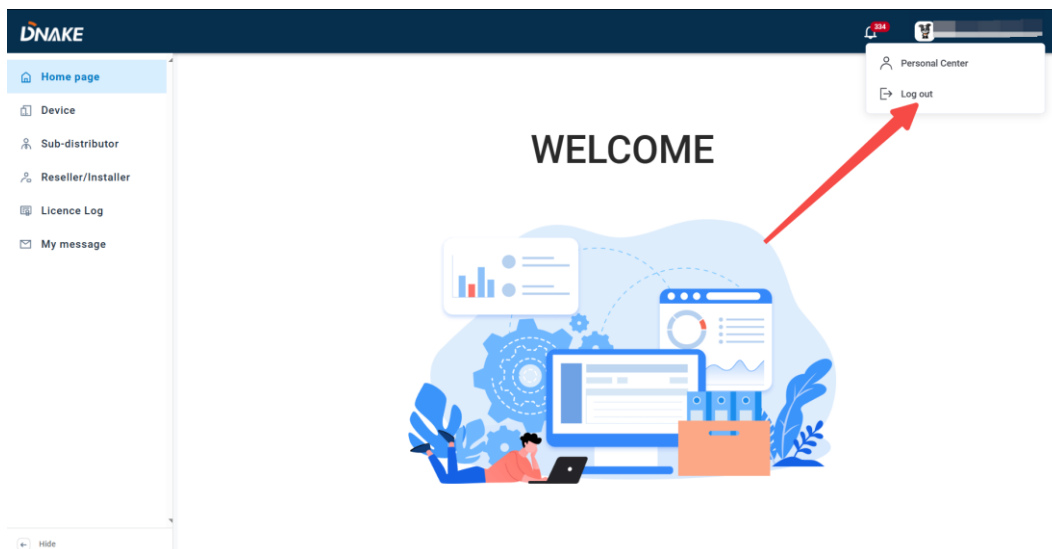 DNAKE
334
Personal Center
Log out
Home page
Device
Sub-distributor
Reseller/Installer
Licence Log
My message
WELCOME
Hide